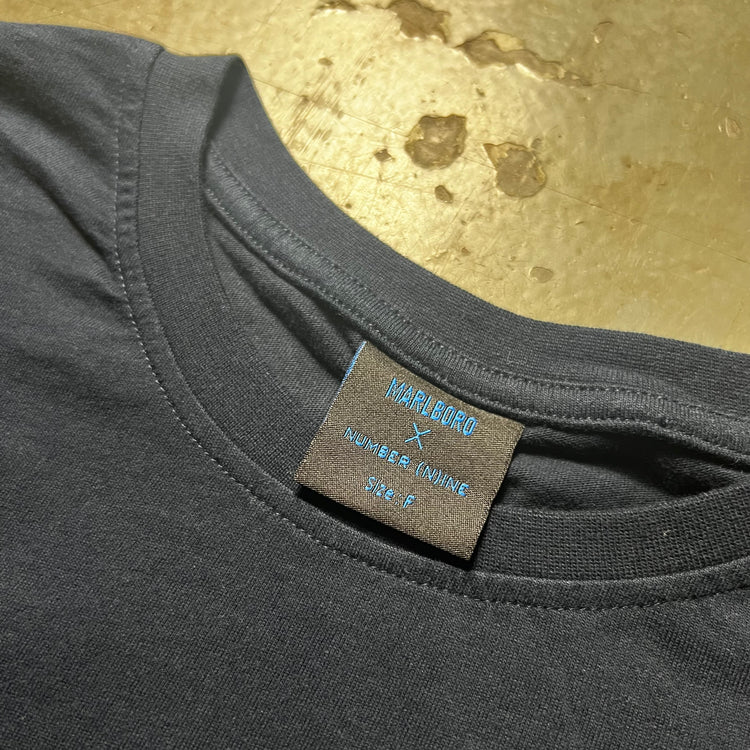 MARLBORO
X
NUMBER (N)INE
Size : F